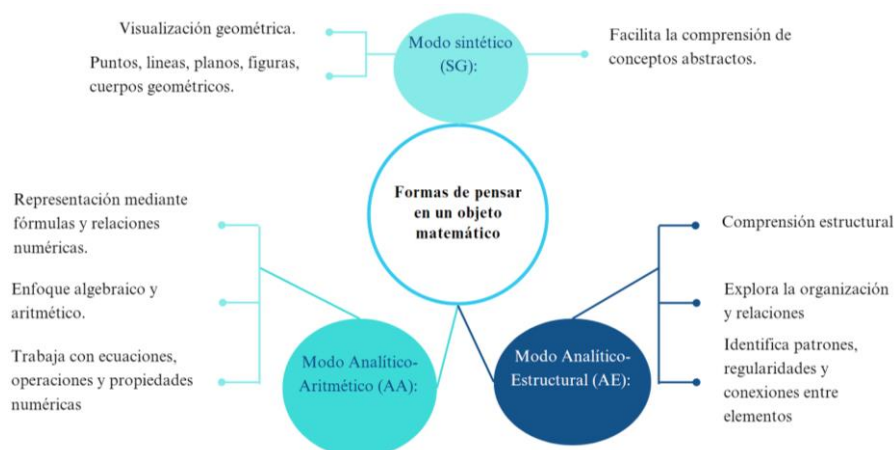 Visualización geométrica.
Puntos, lineas, planos, figuras,
cuerpos geométricos.
Modo sintético
(SG):
Facilita la comprensión de
conceptos abstractos.
Formas de pensar
en un objeto
matemático
Representación mediante
fórmulas y relaciones
numéricas.
Enfoque algebraico y
aritmético.
Trabaja con ecuaciones,
operaciones y propiedades
numéricas
Modo Analítico-
Aritmético (AA):
Modo Analítico-
Estructural (AE):
Comprensión estructural
Explora la organización
y relaciones
Identifica patrones,
regularidades y
conexiones entre
elementos